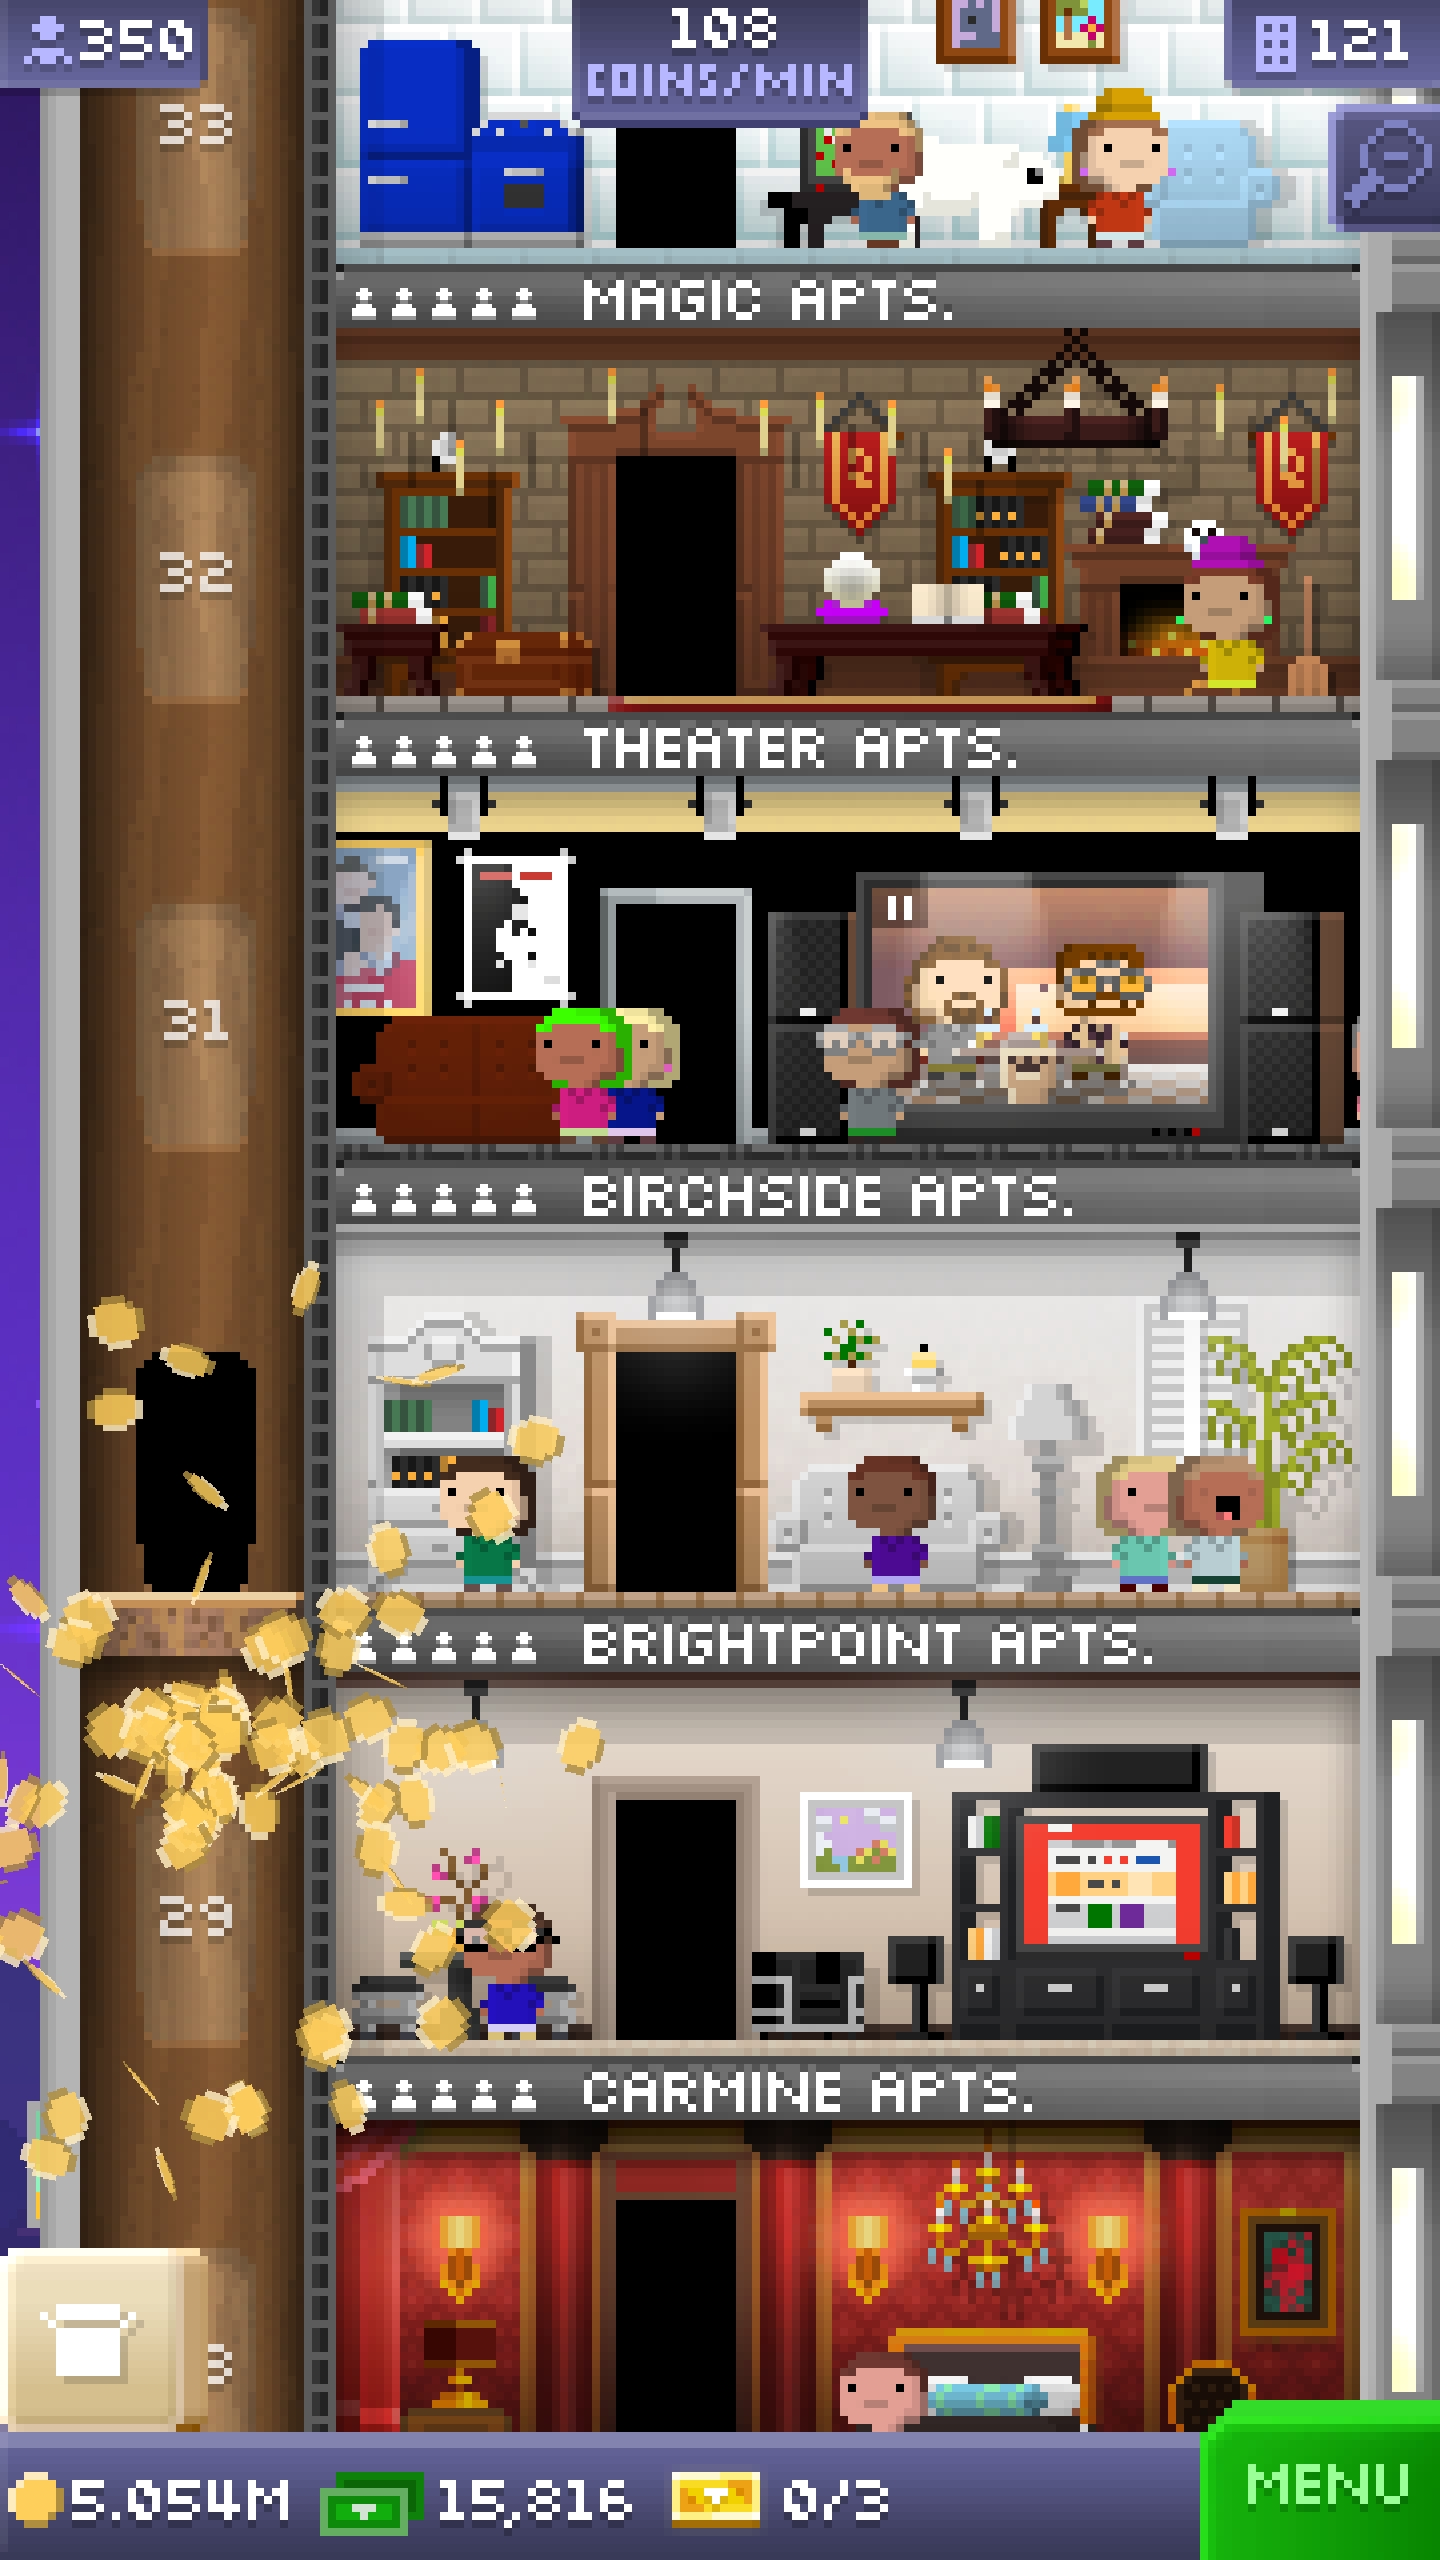 350
108
COINS/MIN
121
33
MAGIC APTS.
32
THEATER APTS.
31
BIRCHSIDE APTS.
BRIGHTPOINT APTS.
29
CARMINE APTS.
5.054M
15,816
0/3
MENU